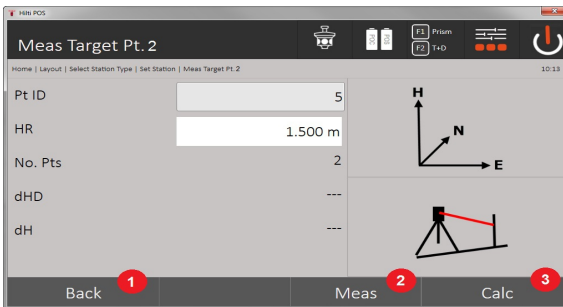 Hilti POS
Meas Target Pt. 2
POC
POS
F1 Prism
F2 T+D
Home | Layout | Select Station Type | Set Station | Meas Target Pt. 2
10:13
Pt ID 5
HR 1.500 m
No. Pts 2
dHD ---
dH ---
H
N
E
1
2
3
Back Meas Calc